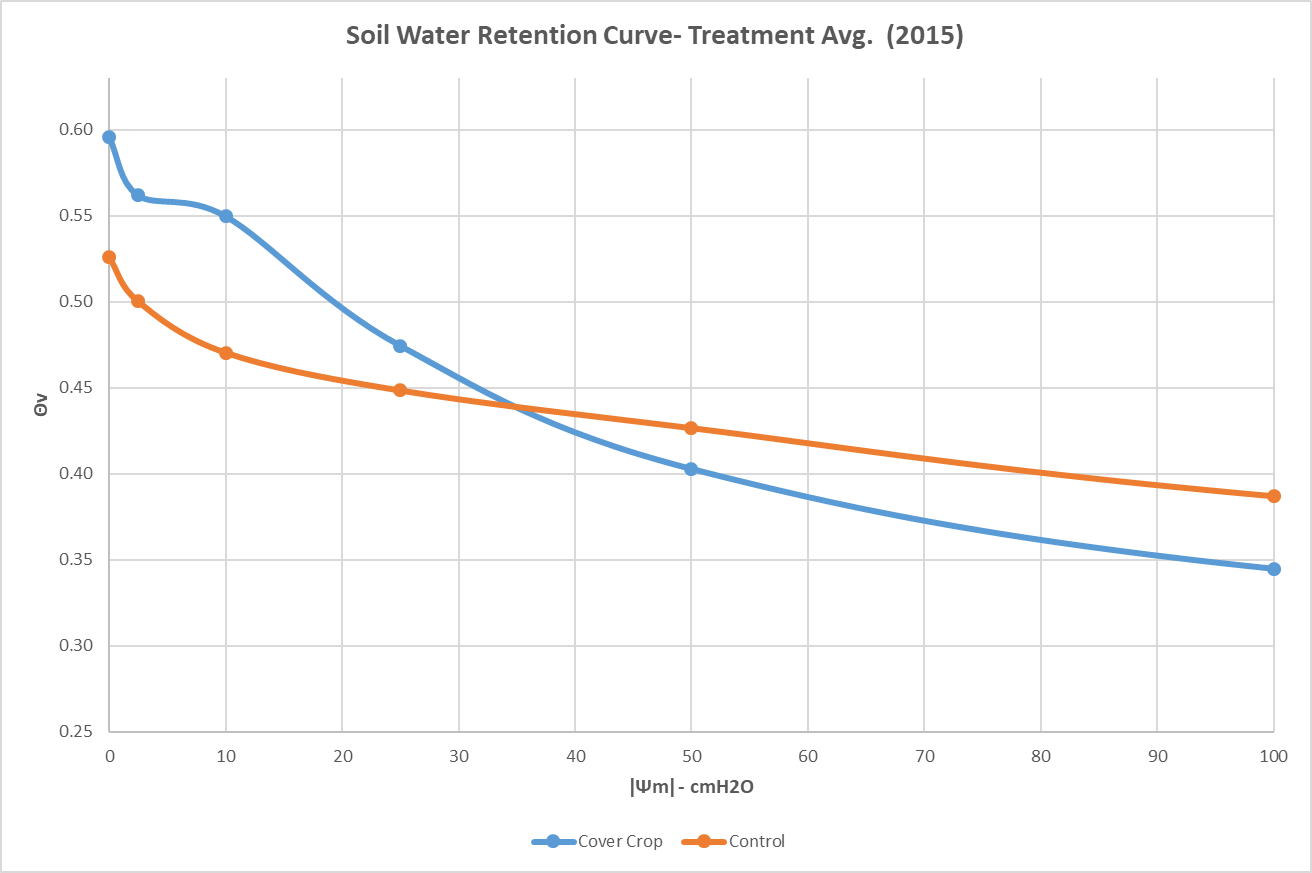 Soil Water Retention Curve- Treatment Avg.  (2015)
0.60
0.55
0.50
0.45
0.40
0.35
0.30
0.25
Θv
0 10 20 30 40 50 60 70 80 90 100
|Ψm| - cmH2O
Cover Crop Control